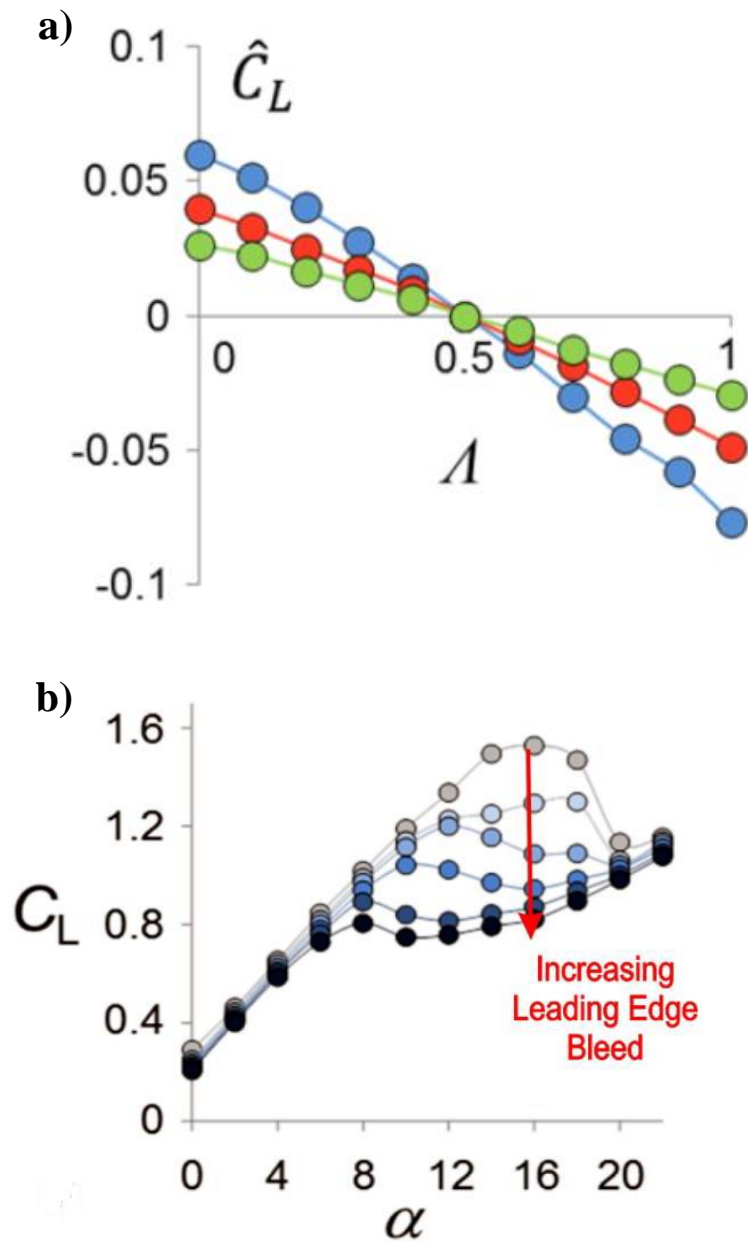 a)
0.1
Ĉ_L
0.05
0
0 0.5 1
-0.05
Λ
-0.1
b)
1.6
1.2
C_L
0.8
Increasing
Leading Edge
Bleed
0.4
0
0 4 8 12 16 20
α